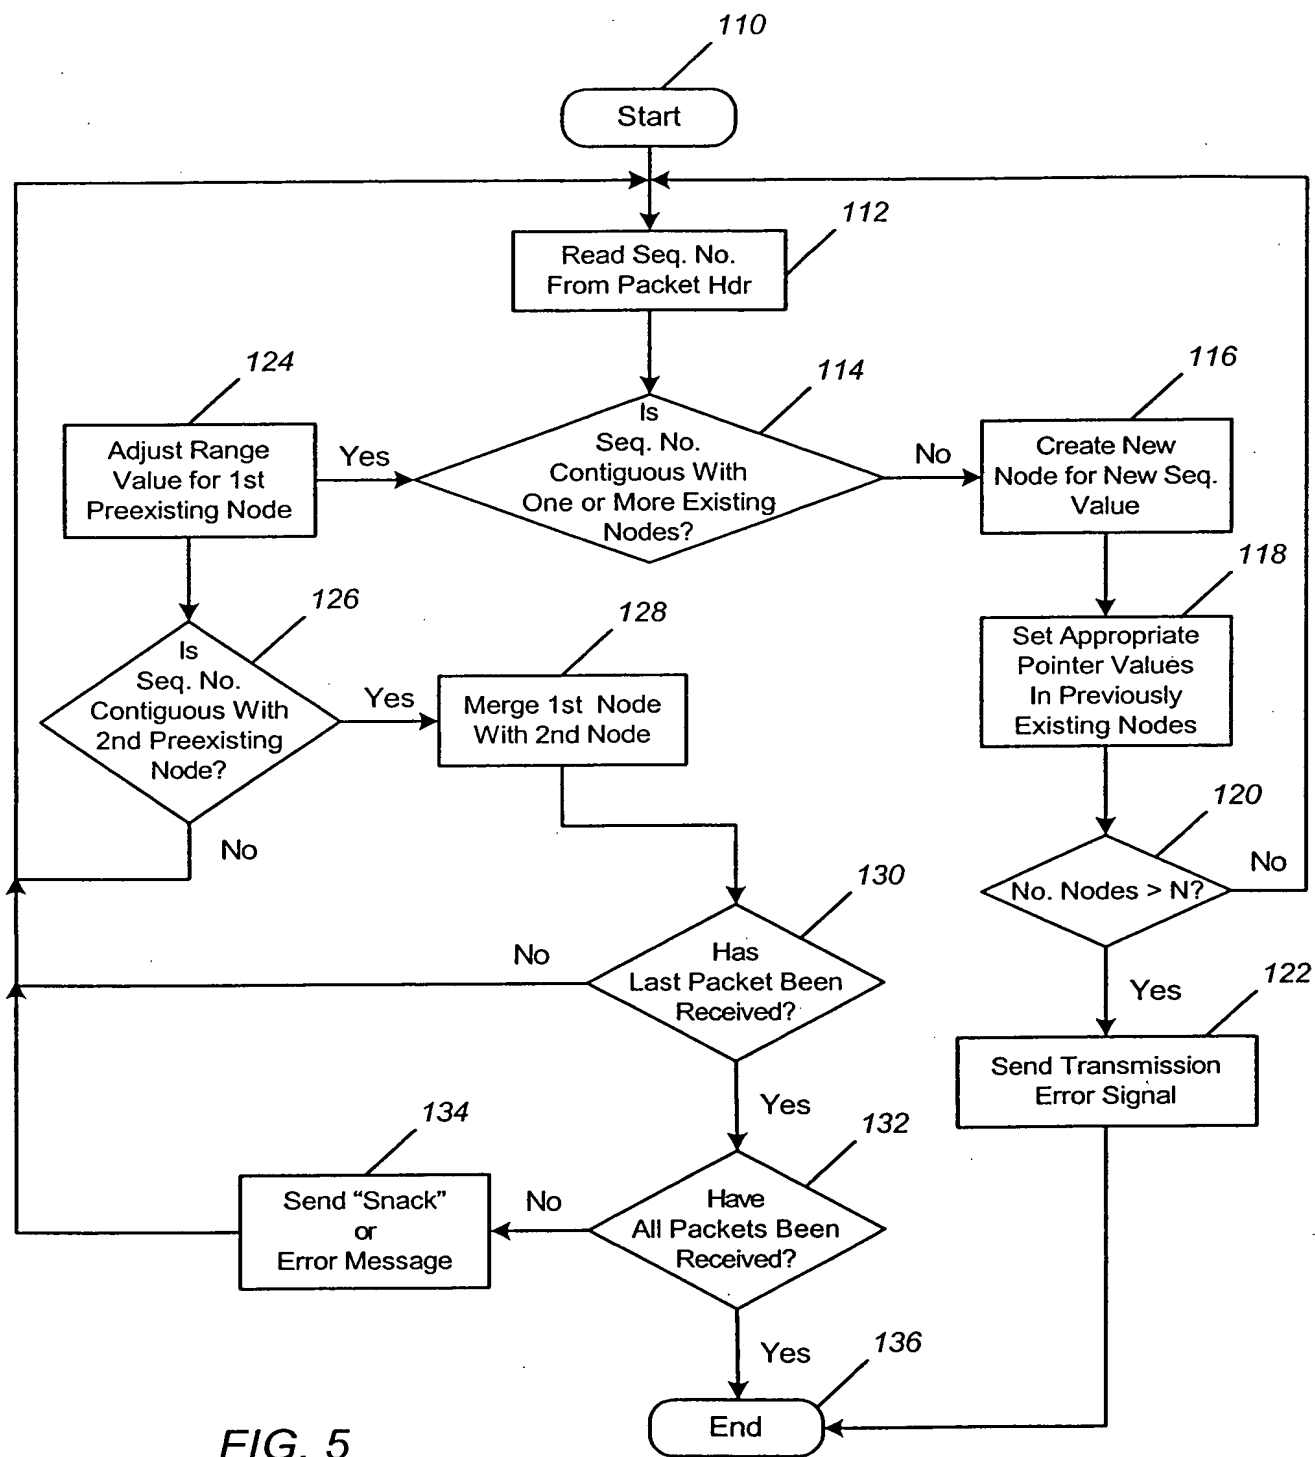 110
Start
112
Read Seq. No.
From Packet Hdr
124
114
116
Adjust Range
Value for 1st
Preexisting Node
Yes
Is
Seq. No.
Contiguous With
One or More Existing
Nodes?
No
Create New
Node for New Seq.
Value
126
128
118
Is
Seq. No.
Contiguous With
2nd Preexisting
Node?
Yes
Merge 1st Node
With 2nd Node
Set Appropriate
Pointer Values
In Previously
Existing Nodes
No
120
No. Nodes > N?
No
130
No
Has
Last Packet Been
Received?
Yes
122
Send Transmission
Error Signal
Yes
134
132
Send “Snack”
or
Error Message
No
Have
All Packets Been
Received?
Yes
136
End
FIG. 5